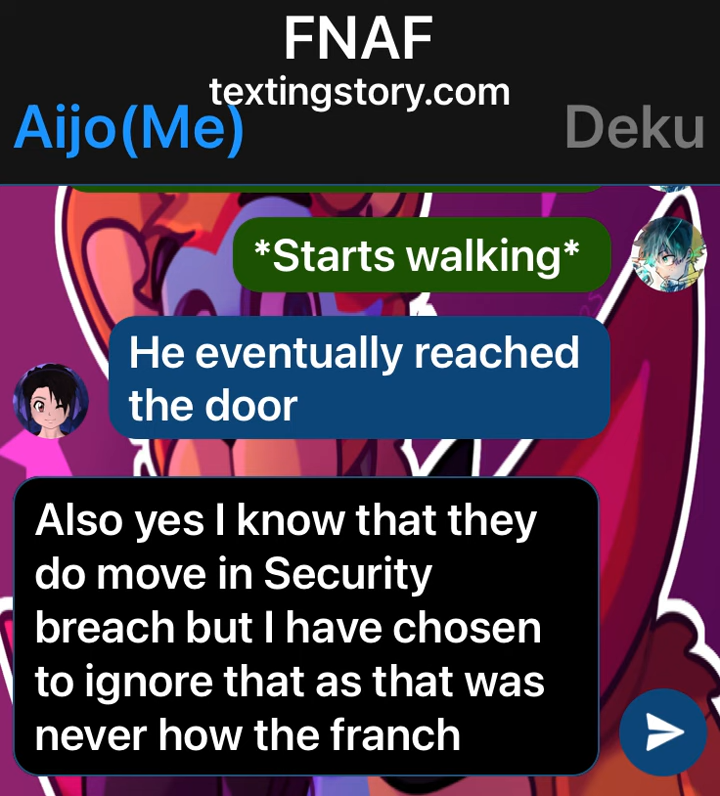 FNAF
textingstory.com
Aijo(Me)
Deku
*Starts walking*
He eventually reached
the door
Also yes I know that they
do move in Security
breach but I have chosen
to ignore that as that was
never how the franch